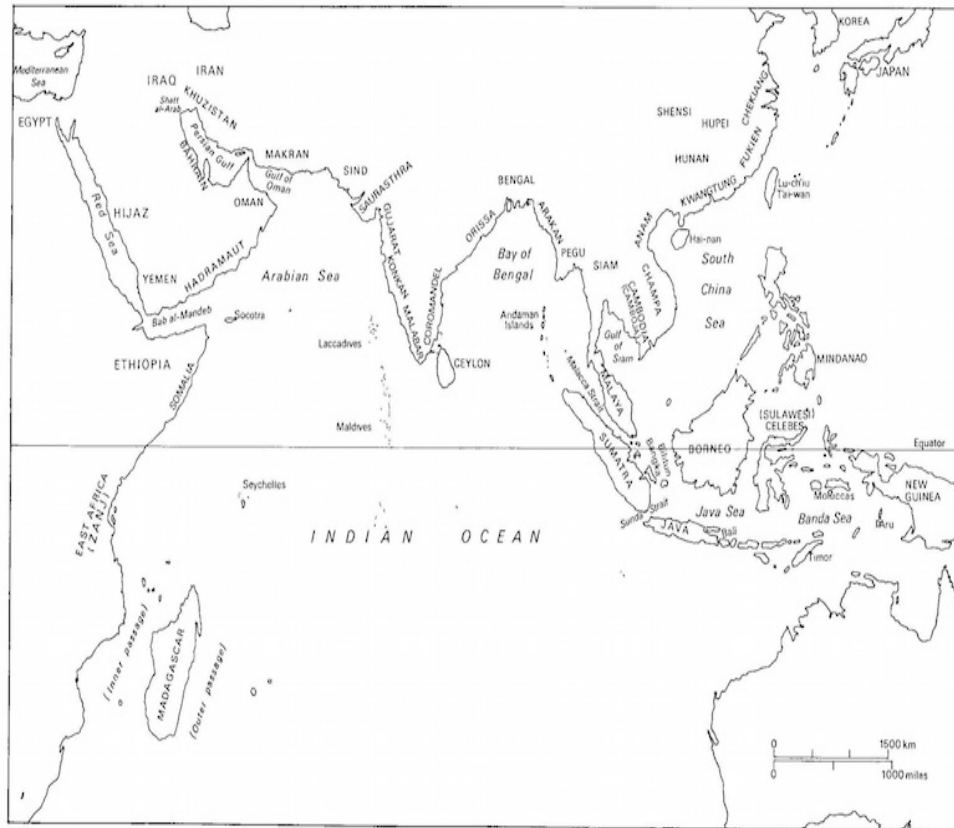 KOREA
JAPAN
Mediterranean
Sea
IRAQ
IRAN
Shatt
al-Arab
KHUZISTAN
EGYPT
Persian Gulf
BAHRAIN
MAKRAN
Gulf of
Oman
OMAN
SIND
SAURASTHRA
Red
Sea
HIJAZ
YEMEN
HADRAMAUT
Bab al-Mandeb
Socotra
Arabian Sea
GUJARAT
KONKAN
MALABAR
COROMANDEL
ORISSA
BENGAL
Bay of
Bengal
ARAKAN
PEGU
SIAM
ANAM
CHAMPA
CAMBODIA
SHENSI
HUPEI
HUNAN
CHEKIANG
FUKIEN
KWANGTUNG
Lu-ch'iu
T'ai-wan
Hai-nan
South
China
Sea
ETHIOPIA
SOMALIA
Laccadives
CEYLON
Andaman
Islands
Gulf
of
Siam
Malacca Strait
MALAYA
MINDANAO
Maldives
(SULAWESI)
CELEBES
Equator
SUMATRA
Bangka
BORNEO
EAST AFRICA
(ZANJ)
Seychelles
INDIAN OCEAN
Sunda Strait
Java Sea
JAVA
Bali
Moluccas
Banda Sea
NEW
GUINEA
Aru
Timor
(Inner passage)
MADAGASCAR
(Outer passage)
0 1500 km
0 1000 miles